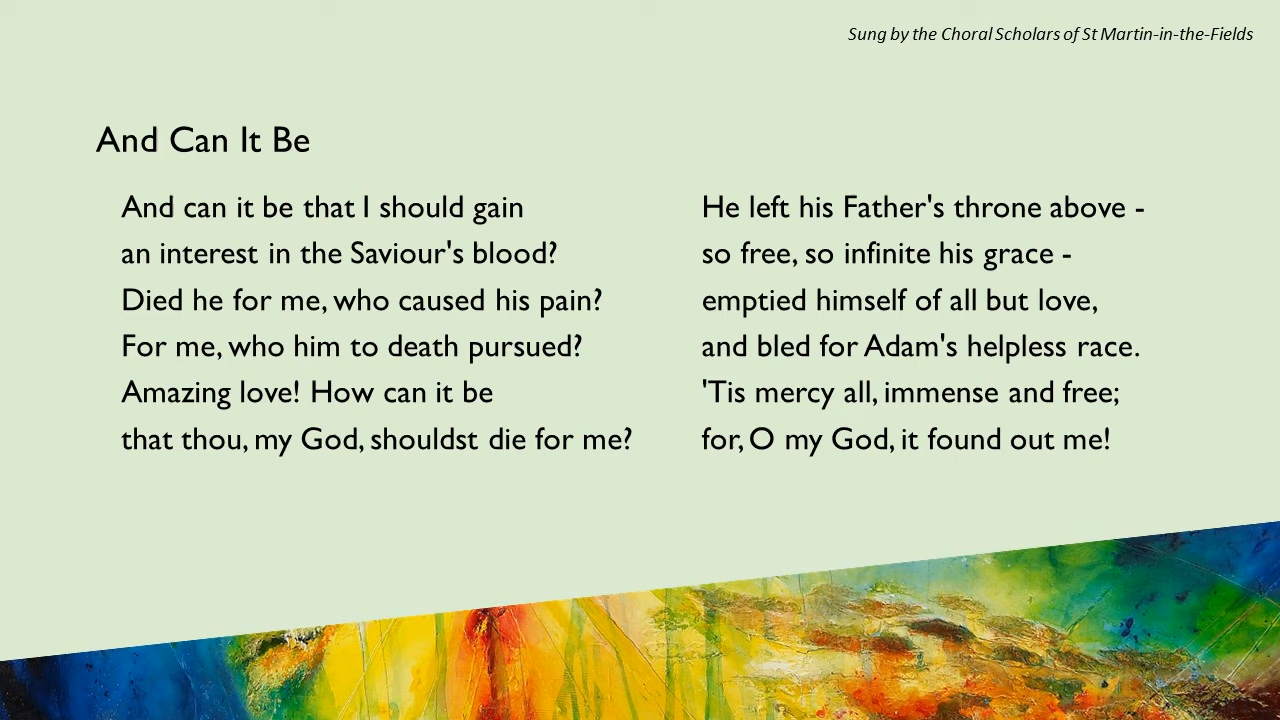 Sung by the Choral Scholars of St Martin-in-the-Fields
And Can It Be
And can it be that I should gain
an interest in the Saviour's blood?
Died he for me, who caused his pain?
For me, who him to death pursued?
Amazing love! How can it be
that thou, my God, shouldst die for me?
He left his Father's throne above -
so free, so infinite his grace -
emptied himself of all but love,
and bled for Adam's helpless race.
'Tis mercy all, immense and free;
for, O my God, it found out me!